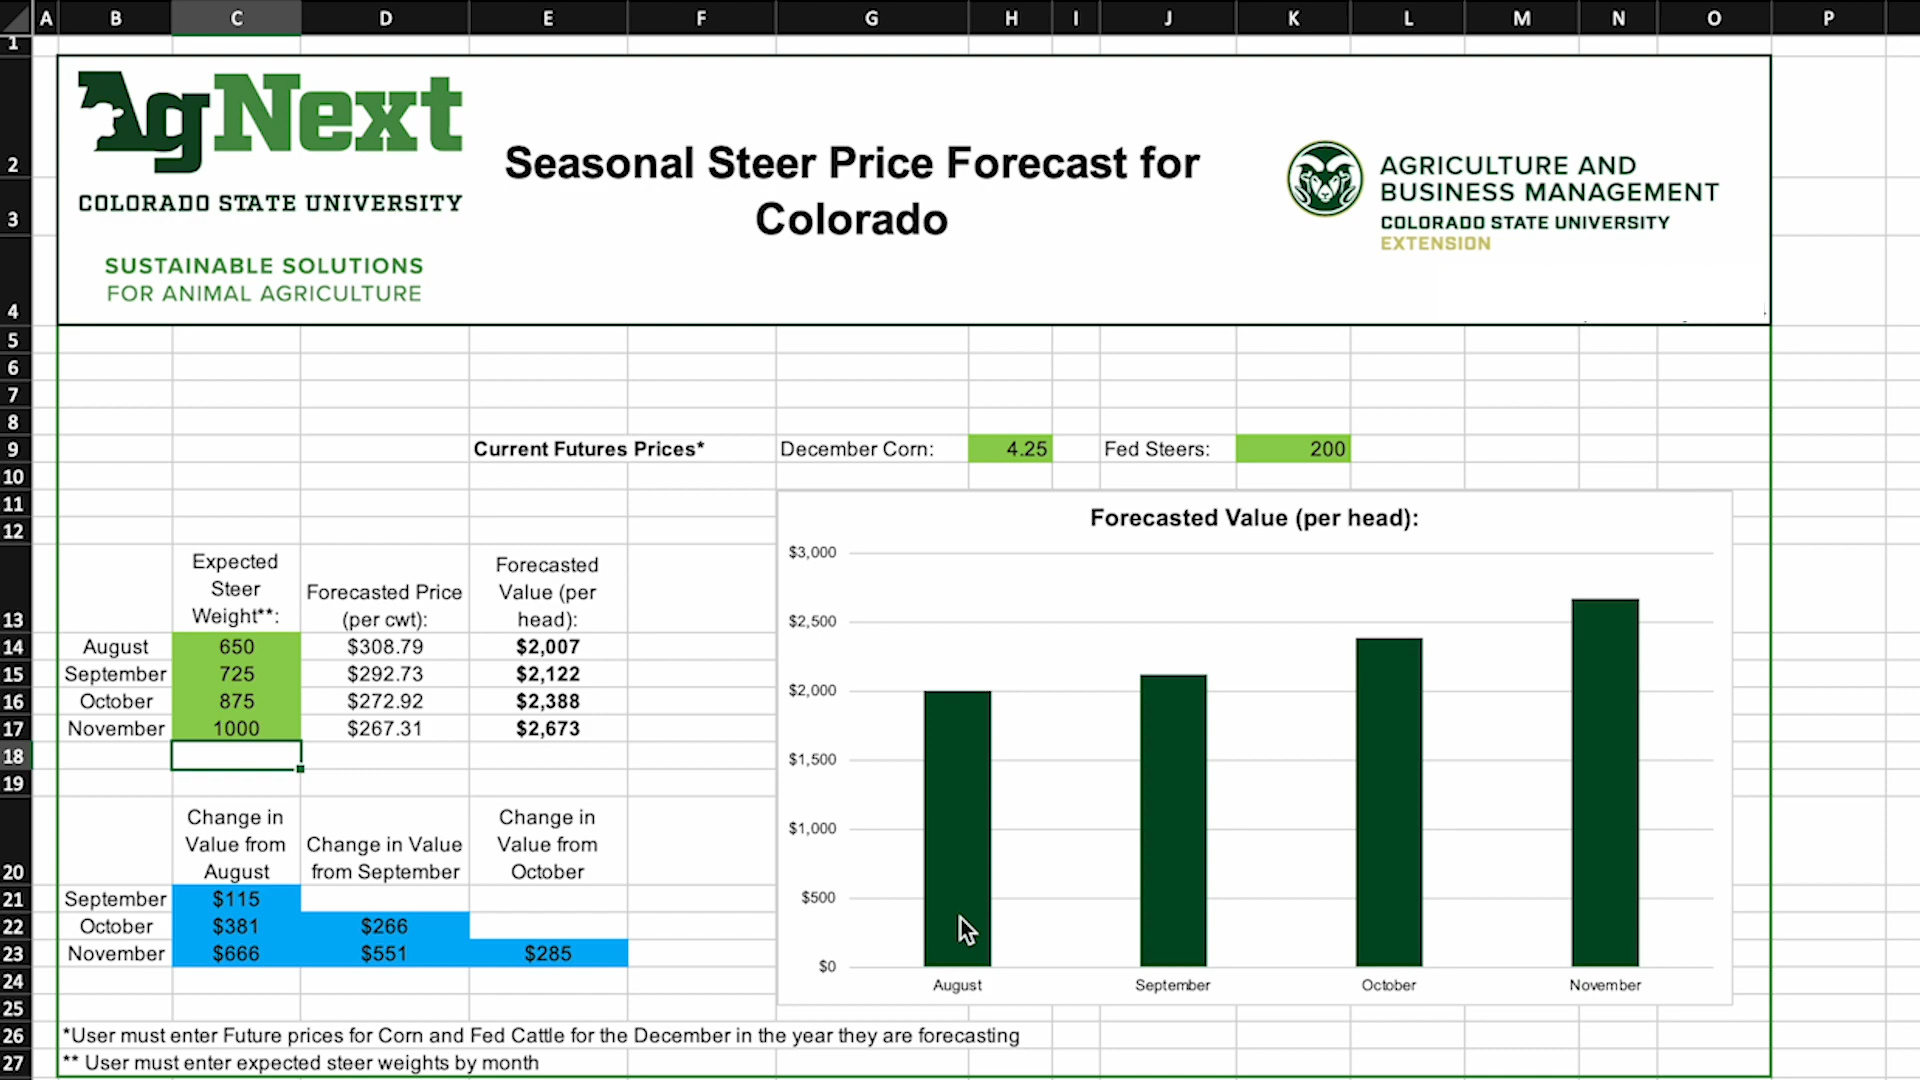 A B C D E F G H I J K L M N O P
1
AgNext
COLORADO STATE UNIVERSITY
SUSTAINABLE SOLUTIONS
FOR ANIMAL AGRICULTURE
Seasonal Steer Price Forecast for
Colorado
AGRICULTURE AND
BUSINESS MANAGEMENT
COLORADO STATE UNIVERSITY
EXTENSION
2
3
4
5
6
7
8
9 Current Futures Prices* December Corn: 4.25 Fed Steers: 200
10
11
12
13 Expected Steer Weight**: Forecasted Price (per cwt): Forecasted Value (per head):
14 August 650 $308.79 $2,007
15 September 725 $292.73 $2,122
16 October 875 $272.92 $2,388
17 November 1000 $267.31 $2,673
18
19
20 Change in Value from August Change in Value from September Change in Value from October
21 September $115
22 October $381 $266
23 November $666 $551 $285
24
25
Forecasted Value (per head):
$3,000
$2,500
$2,000
$1,500
$1,000
$500
$0
August September October November
26 *User must enter Future prices for Corn and Fed Cattle for the December in the year they are forecasting
27 ** User must enter expected steer weights by month